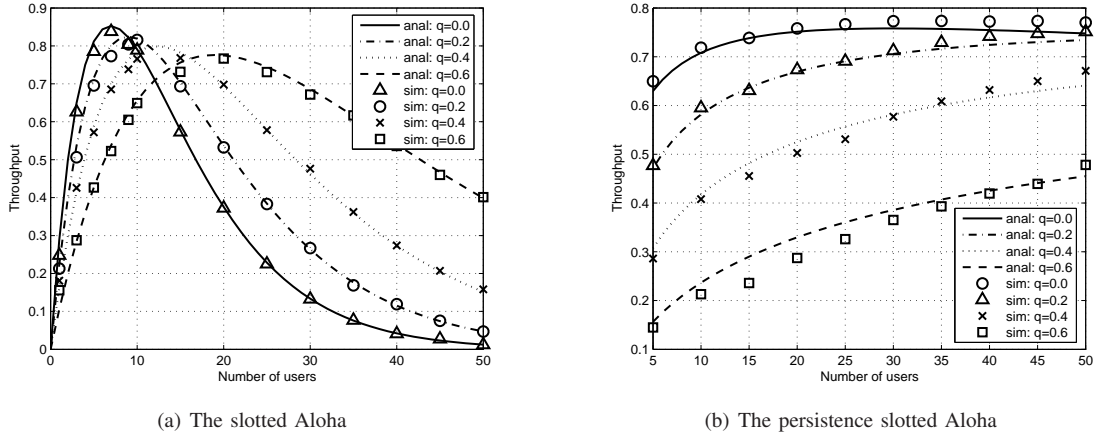 0.9
0.8
0.7
0.6
0.5
0.4
0.3
0.2
0.1
0
Throughput
0 10 20 30 40 50
Number of users
anal: q=0.0
anal: q=0.2
anal: q=0.4
anal: q=0.6
sim: q=0.0
sim: q=0.2
sim: q=0.4
sim: q=0.6
(a) The slotted Aloha
0.8
0.7
0.6
0.5
0.4
0.3
0.2
0.1
Throughput
5 10 15 20 25 30 35 40 45 50
Number of users
anal: q=0.0
anal: q=0.2
anal: q=0.4
anal: q=0.6
sim: q=0.0
sim: q=0.2
sim: q=0.4
sim: q=0.6
(b) The persistence slotted Aloha